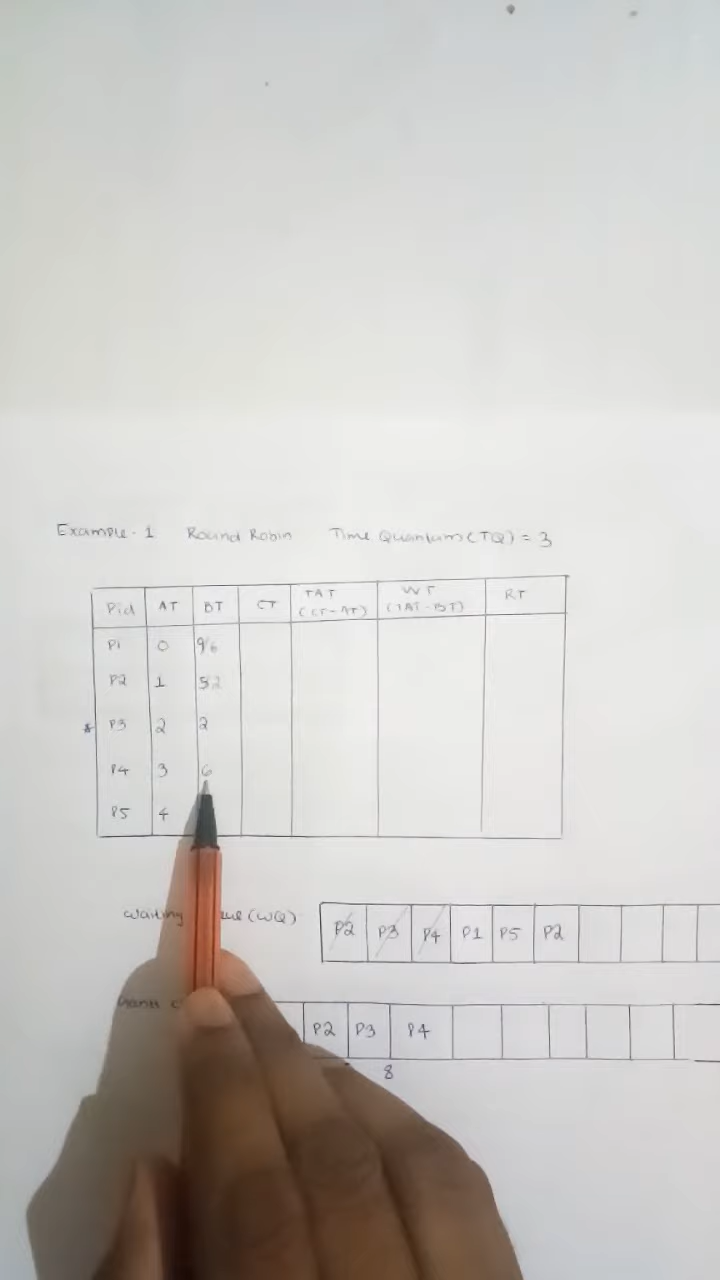 Example-1 Round Robin Time Quantum(TQ) = 3
Pid AT BT CT TAT (CT-AT) WT (TAT-BT) RT
P1 0 9 6
P2 1 5 2
* P3 2 2
P4 3 6
P5 4
Waiting (WQ) P2 P3 P4 P1 P5 P2
P2 P3 P4
8